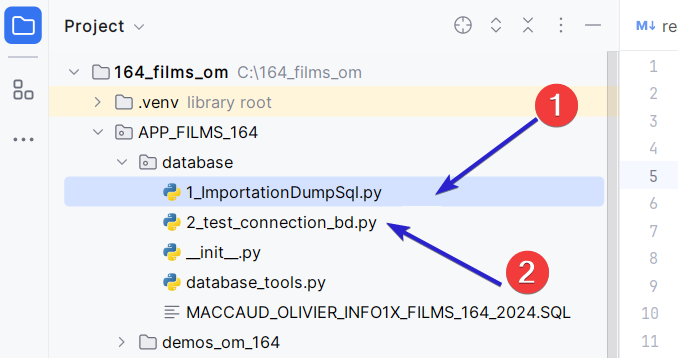 Project
164_films_om C:\164_films_om
.venv library root
APP_FILMS_164
database
1_ImportationDumpSql.py
2_test_connection_bd.py
__init__.py
database_tools.py
MACCAUD_OLIVIER_INFO1X_FILMS_164_2024.SQL
demos_om_164
1
2
M↓ re
1
2
3
4
5
6
7
8
9
10
11